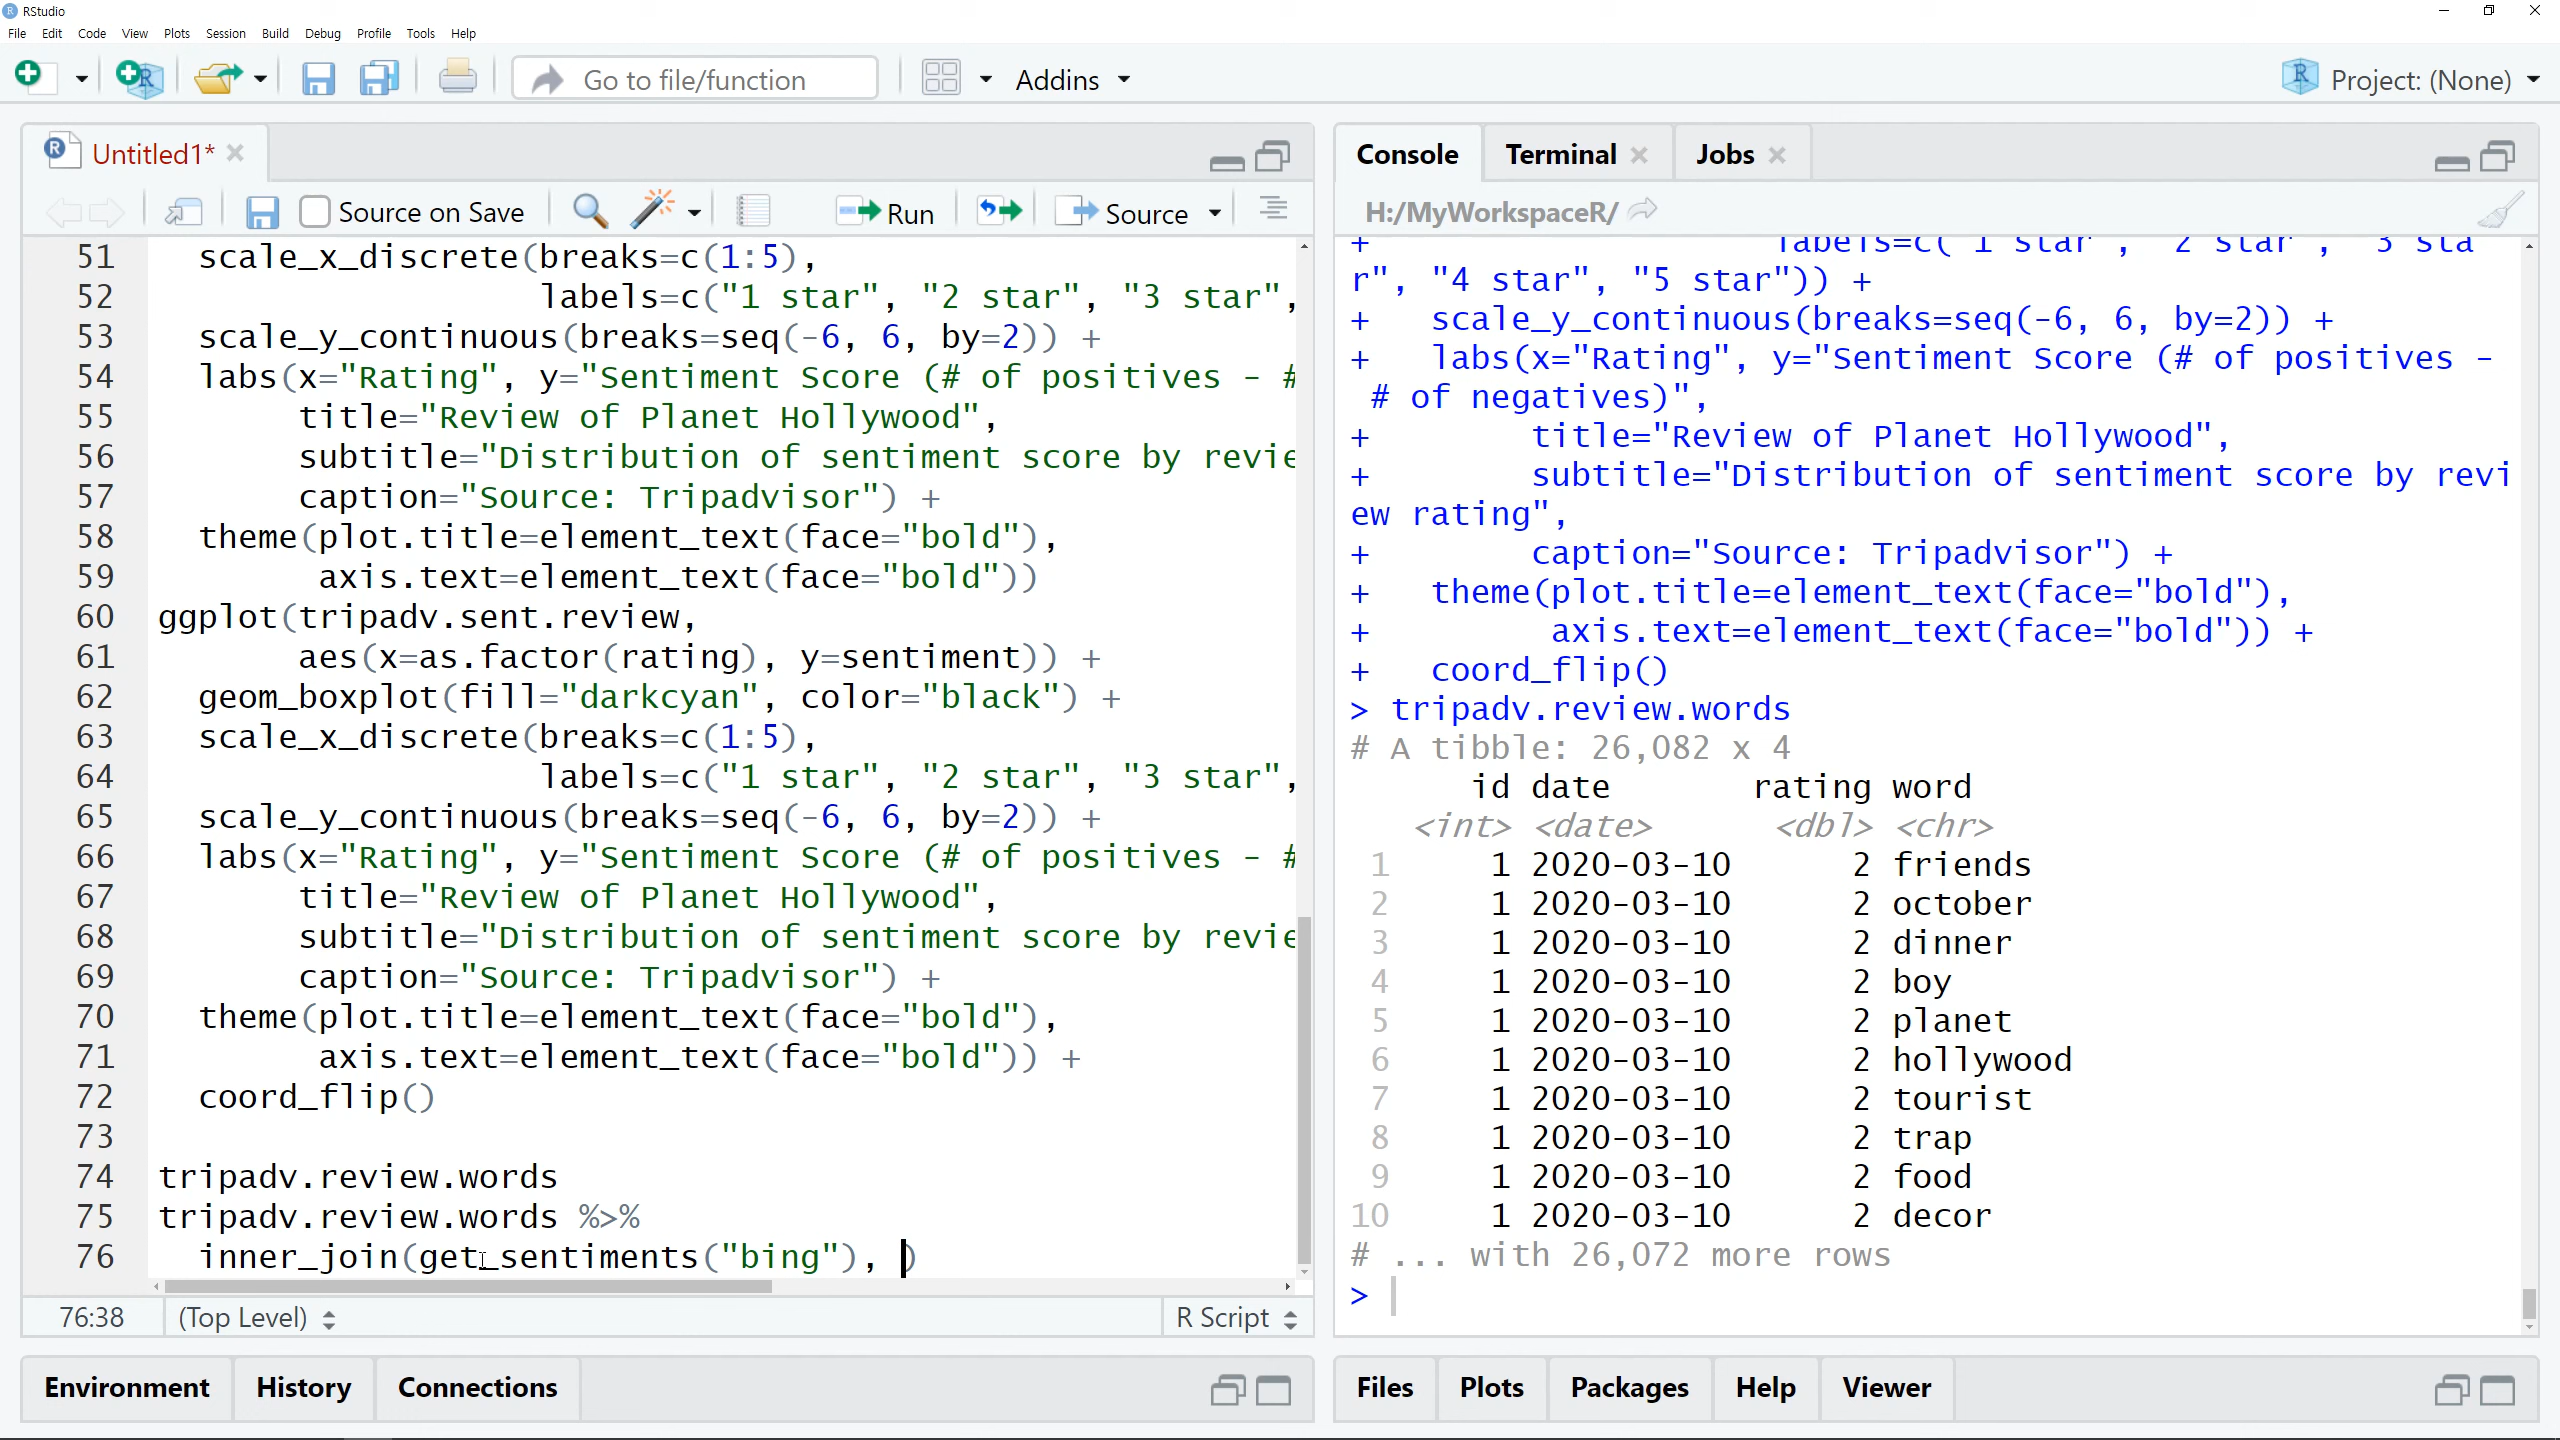 RStudio
File Edit Code View Plots Session Build Debug Profile Tools Help
Go to file/function Addins Project: (None)
Untitled1*
Source on Save Run Source
51 scale_x_discrete(breaks=c(1:5),
52 labels=c("1 star", "2 star", "3 star",
53 scale_y_continuous(breaks=seq(-6, 6, by=2)) +
54 labs(x="Rating", y="Sentiment Score (# of positives - #
55 title="Review of Planet Hollywood",
56 subtitle="Distribution of sentiment score by revie
57 caption="Source: Tripadvisor") +
58 theme(plot.title=element_text(face="bold"),
59 axis.text=element_text(face="bold"))
60 ggplot(tripadv.sent.review,
61 aes(x=as.factor(rating), y=sentiment)) +
62 geom_boxplot(fill="darkcyan", color="black") +
63 scale_x_discrete(breaks=c(1:5),
64 labels=c("1 star", "2 star", "3 star",
65 scale_y_continuous(breaks=seq(-6, 6, by=2)) +
66 labs(x="Rating", y="Sentiment Score (# of positives - #
67 title="Review of Planet Hollywood",
68 subtitle="Distribution of sentiment score by revie
69 caption="Source: Tripadvisor") +
70 theme(plot.title=element_text(face="bold"),
71 axis.text=element_text(face="bold")) +
72 coord_flip()
73
74 tripadv.review.words
75 tripadv.review.words %>%
76 inner_join(get_sentiments("bing"), )
76:38 (Top Level) R Script
Environment History Connections
Console Terminal Jobs
H:/MyWorkspaceR/
+ labels=c("1 star", "2 star", "3 sta
r", "4 star", "5 star")) +
+ scale_y_continuous(breaks=seq(-6, 6, by=2)) +
+ labs(x="Rating", y="Sentiment Score (# of positives -
# of negatives)",
+ title="Review of Planet Hollywood",
+ subtitle="Distribution of sentiment score by revi
ew rating",
+ caption="Source: Tripadvisor") +
+ theme(plot.title=element_text(face="bold"),
+ axis.text=element_text(face="bold")) +
+ coord_flip()
> tripadv.review.words
# A tibble: 26,082 x 4
id date rating word
<int> <date> <dbl> <chr>
1 1 2020-03-10 2 friends
2 1 2020-03-10 2 october
3 1 2020-03-10 2 dinner
4 1 2020-03-10 2 boy
5 1 2020-03-10 2 planet
6 1 2020-03-10 2 hollywood
7 1 2020-03-10 2 tourist
8 1 2020-03-10 2 trap
9 1 2020-03-10 2 food
10 1 2020-03-10 2 decor
# ... with 26,072 more rows
>
Files Plots Packages Help Viewer